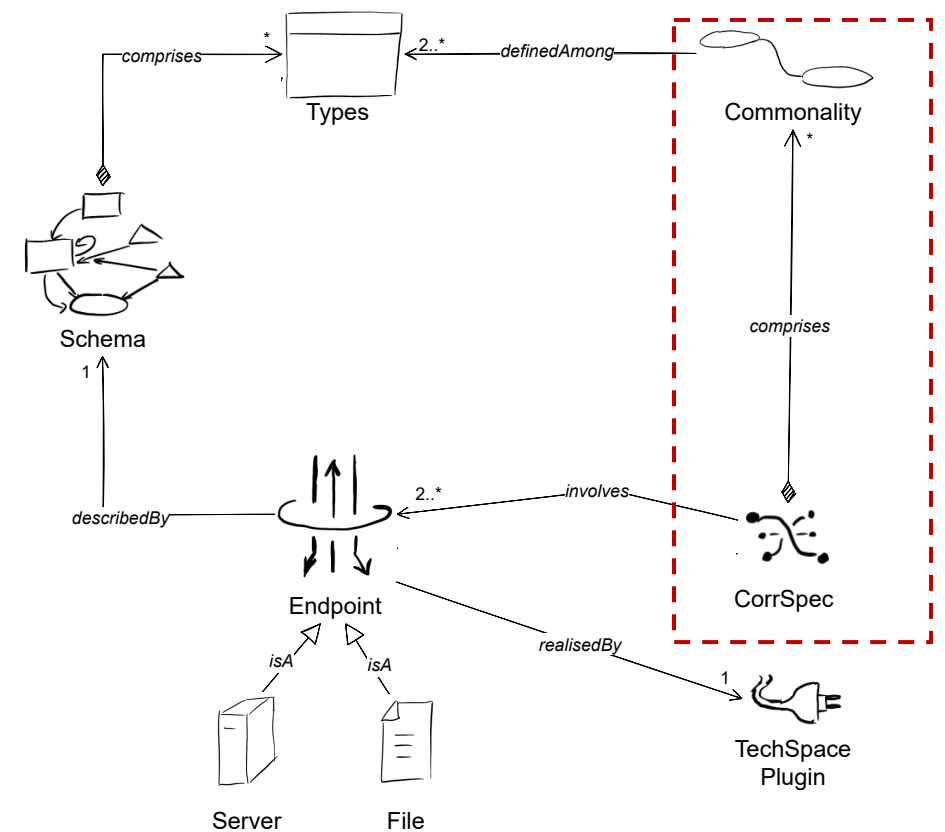 comprises
*
2..*
definedAmong
Types
Commonality
*
comprises
Schema
1
describedBy
2..*
involves
Endpoint
CorrSpec
isA
isA
realisedBy
1
TechSpace
Plugin
Server
File